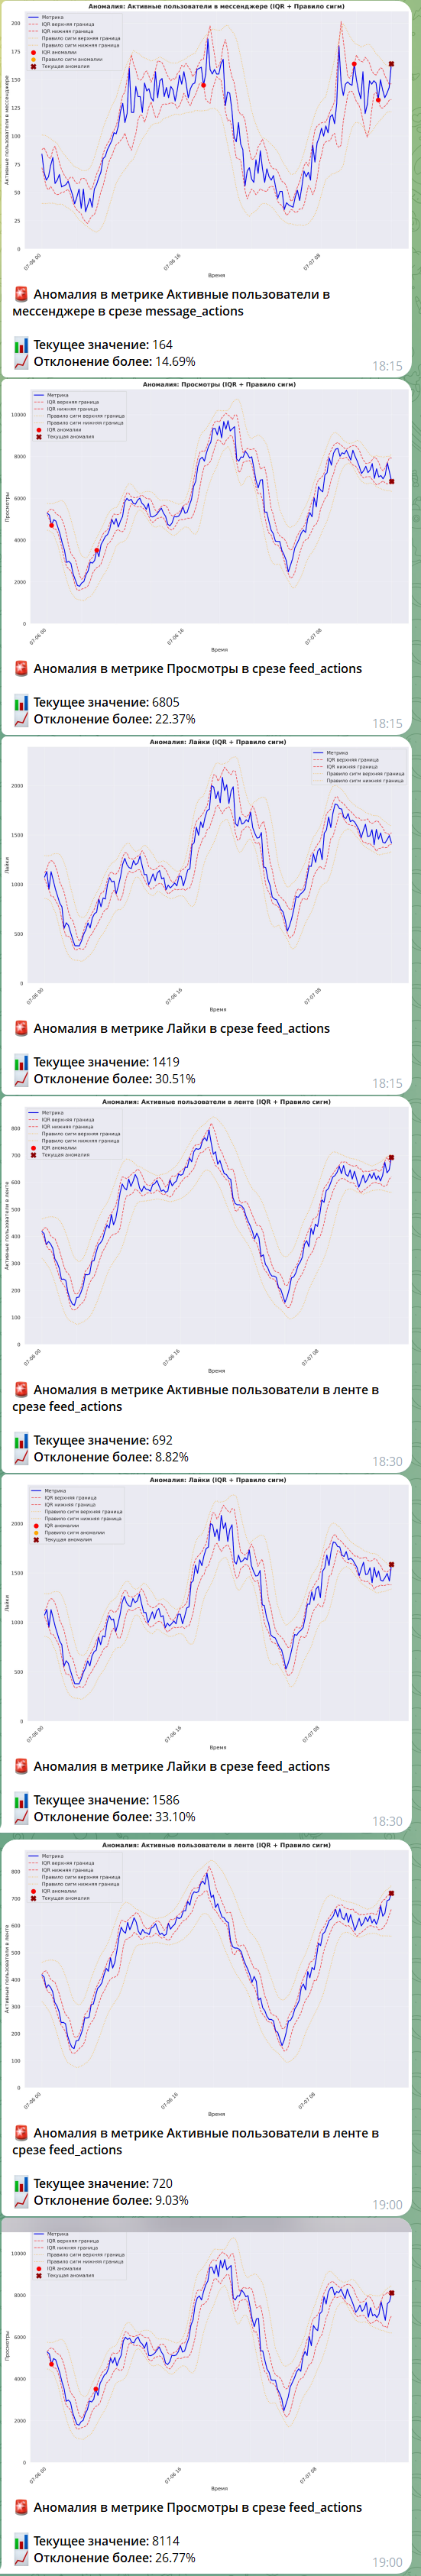 Аномалия: Активные пользователи в мессенджере (IQR + Правило сигм)
Метрика
IQR верхняя граница
IQR нижняя граница
Правило сигм верхняя граница
Правило сигм нижняя граница
IQR аномалии
Правило сигм аномалии
Текущая аномалия
Активные пользователи в мессенджере
200
175
150
125
100
75
50
25
0
07-06 00
07-06 16
07-07 08
Время
🚨 Аномалия в метрике Активные пользователи в
мессенджере в срезе message_actions
📊 Текущее значение: 164
📈 Отклонение более: 14.69%
18:15
Аномалия: Просмотры (IQR + Правило сигм)
Метрика
IQR верхняя граница
IQR нижняя граница
Правило сигм верхняя граница
Правило сигм нижняя граница
IQR аномалии
Текущая аномалия
Просмотры
10000
8000
6000
4000
2000
0
07-06 00
07-06 16
07-07 08
Время
🚨 Аномалия в метрике Просмотры в срезе feed_actions
📊 Текущее значение: 6805
📈 Отклонение более: 22.37%
18:15
Аномалия: Лайки (IQR + Правило сигм)
Метрика
IQR верхняя граница
IQR нижняя граница
Правило сигм верхняя граница
Правило сигм нижняя граница
Лайки
2000
1500
1000
500
0
07-06 00
07-06 16
07-07 08
Время
🚨 Аномалия в метрике Лайки в срезе feed_actions
📊 Текущее значение: 1419
📈 Отклонение более: 30.51%
18:15
Аномалия: Активные пользователи в ленте (IQR + Правило сигм)
Метрика
IQR верхняя граница
IQR нижняя граница
Правило сигм верхняя граница
Правило сигм нижняя граница
IQR аномалии
Текущая аномалия
Активные пользователи в ленте
800
700
600
500
400
300
200
100
0
07-06 00
07-06 16
07-07 08
Время
🚨 Аномалия в метрике Активные пользователи в ленте в
срезе feed_actions
📊 Текущее значение: 692
📈 Отклонение более: 8.82%
18:30
Аномалия: Лайки (IQR + Правило сигм)
Метрика
IQR верхняя граница
IQR нижняя граница
Правило сигм верхняя граница
Правило сигм нижняя граница
IQR аномалии
Правило сигм аномалии
Текущая аномалия
Лайки
2000
1500
1000
500
0
07-06 00
07-06 16
07-07 08
Время
🚨 Аномалия в метрике Лайки в срезе feed_actions
📊 Текущее значение: 1586
📈 Отклонение более: 33.10%
18:30
Аномалия: Активные пользователи в ленте (IQR + Правило сигм)
Метрика
IQR верхняя граница
IQR нижняя граница
Правило сигм верхняя граница
Правило сигм нижняя граница
IQR аномалии
Текущая аномалия
Активные пользователи в ленте
800
700
600
500
400
300
200
100
0
07-06 00
07-06 16
07-07 08
Время
🚨 Аномалия в метрике Активные пользователи в ленте в
срезе feed_actions
📊 Текущее значение: 720
📈 Отклонение более: 9.03%
19:00
Метрика
IQR верхняя граница
IQR нижняя граница
Правило сигм верхняя граница
Правило сигм нижняя граница
IQR аномалии
Текущая аномалия
Просмотры
10000
8000
6000
4000
2000
0
07-06 00
07-06 16
07-07 08
Время
🚨 Аномалия в метрике Просмотры в срезе feed_actions
📊 Текущее значение: 8114
📈 Отклонение более: 26.77%
19:00